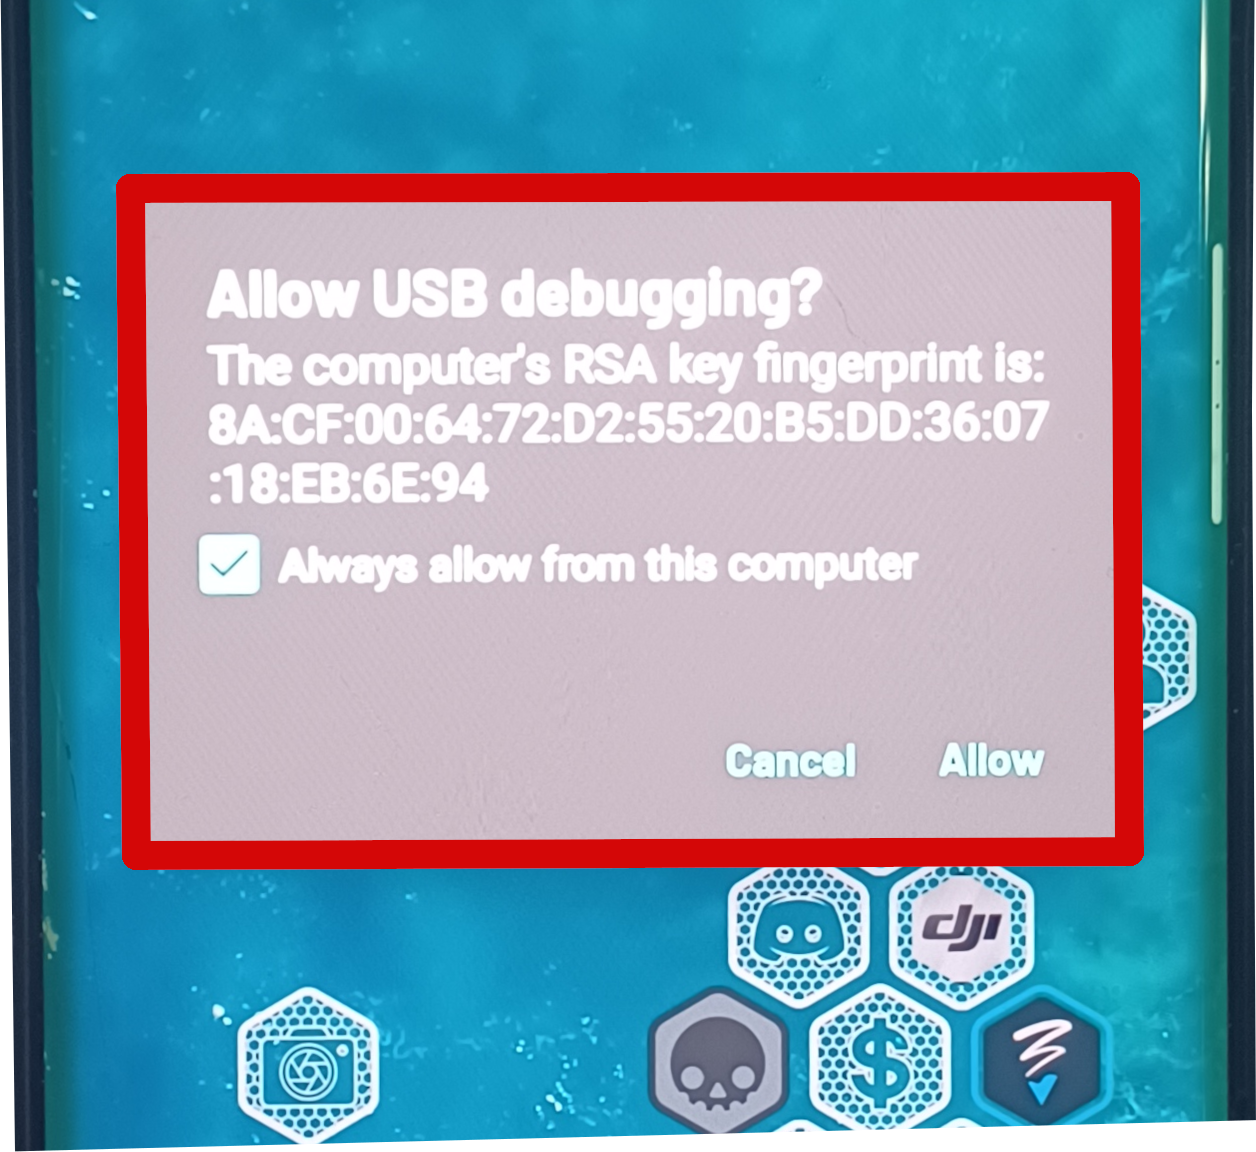 Allow USB debugging?
The computer's RSA key fingerprint is:
8A:CF:00:64:72:D2:55:20:B5:DD:36:07
:18:EB:6E:94
Always allow from this computer
Cancel Allow
dji
$